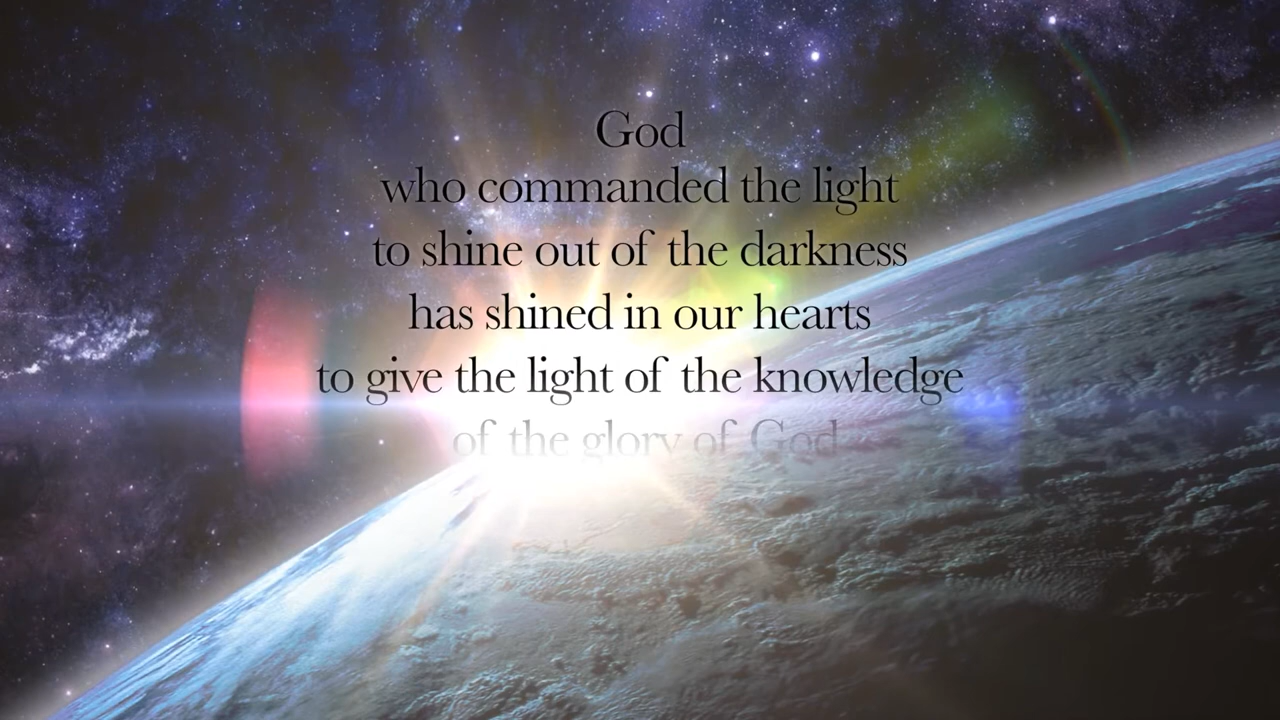 God
who commanded the light
to shine out of the darkness
has shined in our hearts
to give the light of the knowledge
of the glory of God